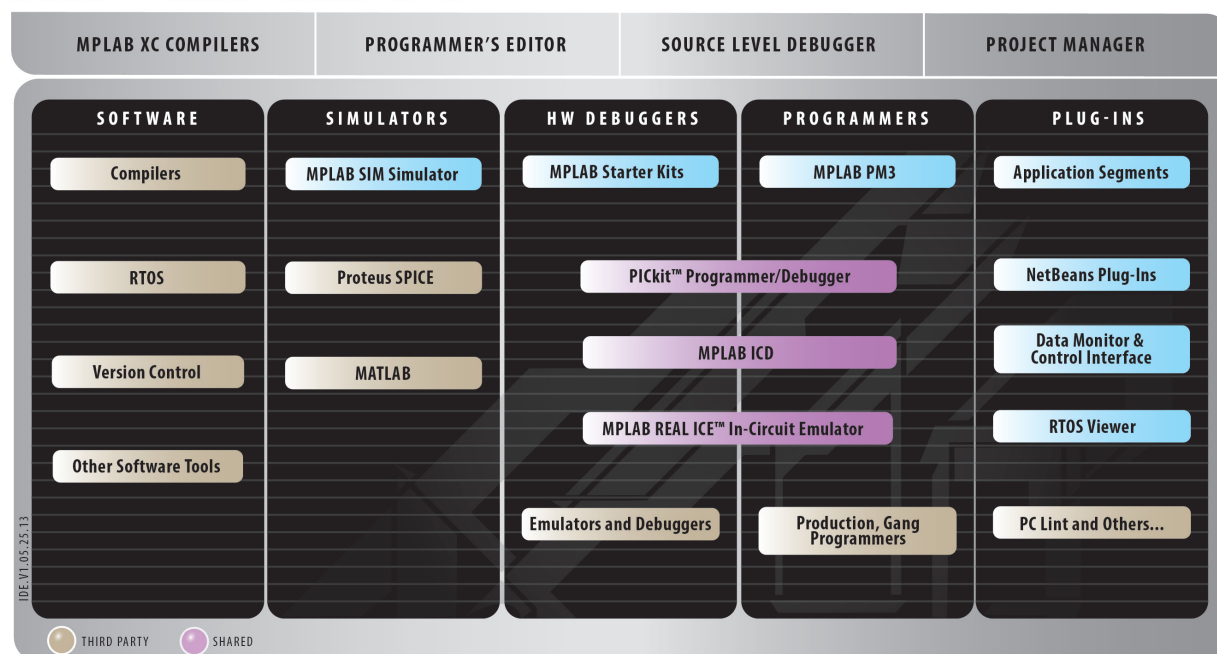 MPLAB XC COMPILERS
PROGRAMMER'S EDITOR
SOURCE LEVEL DEBUGGER
PROJECT MANAGER
SOFTWARE
Compilers
RTOS
Version Control
Other Software Tools
SIMULATORS
MPLAB SIM Simulator
Proteus SPICE
MATLAB
HW DEBUGGERS
PROGRAMMERS
MPLAB Starter Kits
MPLAB PM3
PICkit™ Programmer/Debugger
MPLAB ICD
MPLAB REAL ICE™ In-Circuit Emulator
Emulators and Debuggers
Production, Gang
Programmers
PLUG-INS
Application Segments
NetBeans Plug-Ins
Data Monitor &
Control Interface
RTOS Viewer
PC Lint and Others...
IDE.V1.05.25.13
THIRD PARTY
SHARED